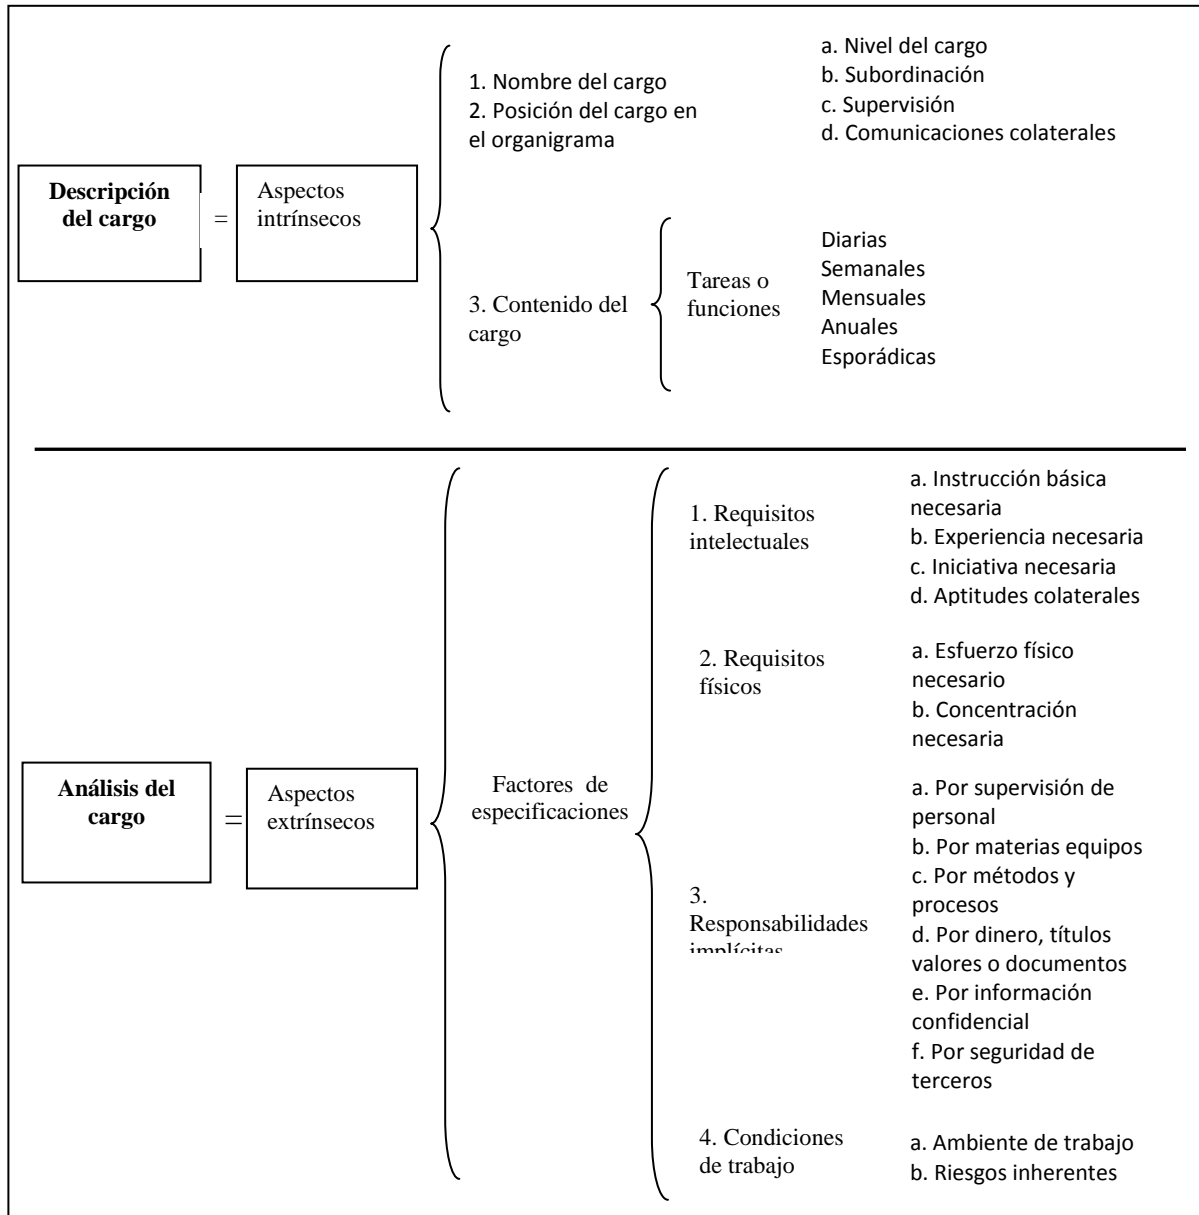 Descripción
del cargo
=
Aspectos
intrínsecos
1. Nombre del cargo
2. Posición del cargo en
el organigrama
a. Nivel del cargo
b. Subordinación
c. Supervisión
d. Comunicaciones colaterales
3. Contenido del
cargo
Tareas o
funciones
Diarias
Semanales
Mensuales
Anuales
Esporádicas
Análisis del
cargo
=
Aspectos
extrínsecos
Factores de
especificaciones
1. Requisitos
intelectuales
a. Instrucción básica
necesaria
b. Experiencia necesaria
c. Iniciativa necesaria
d. Aptitudes colaterales
2. Requisitos
físicos
a. Esfuerzo físico
necesario
b. Concentración
necesaria
3.
Responsabilidades
implícitas
a. Por supervisión de
personal
b. Por materias equipos
c. Por métodos y
procesos
d. Por dinero, títulos
valores o documentos
e. Por información
confidencial
f. Por seguridad de
terceros
4. Condiciones
de trabajo
a. Ambiente de trabajo
b. Riesgos inherentes